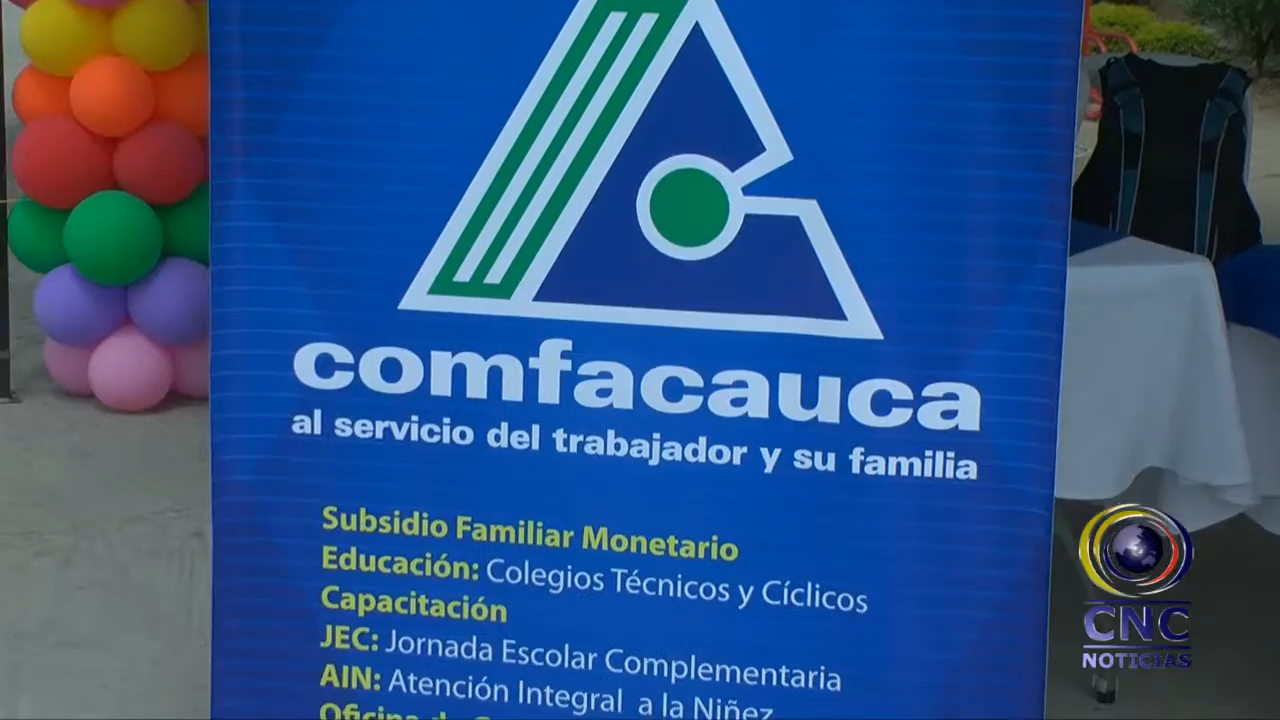 comfacauca
al servicio del trabajador y su familia
Subsidio Familiar Monetario
Educación: Colegios Técnicos y Cíclicos
Capacitación
JEC: Jornada Escolar Complementaria
AIN: Atención Integral a la Niñez
CNC
NOTICIAS